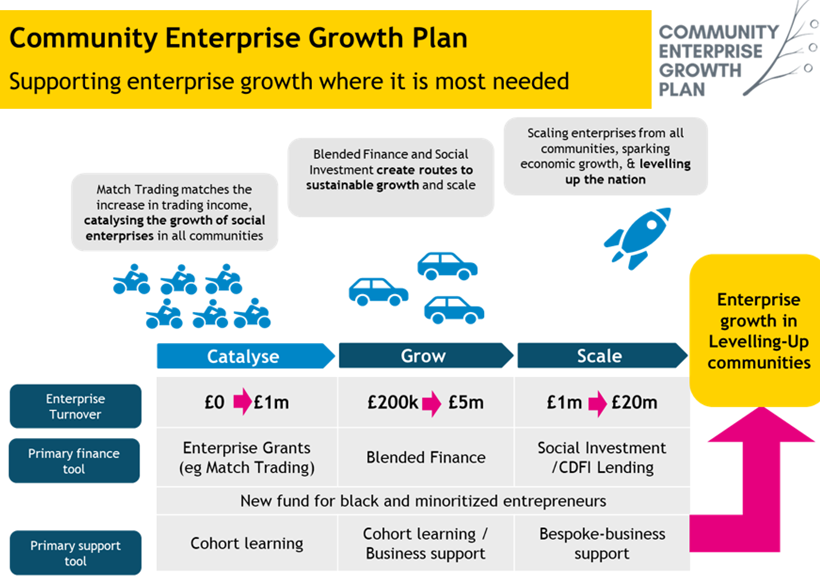 Community Enterprise Growth Plan
Supporting enterprise growth where it is most needed
COMMUNITY
ENTERPRISE
GROWTH
PLAN
Match Trading matches the
increase in trading income,
catalysing the growth of social
enterprises in all communities
Blended Finance and Social
Investment create routes to
sustainable growth and scale
Scaling enterprises from all
communities, sparking
economic growth, & levelling
up the nation
Catalyse
Grow
Scale
Enterprise
growth in
Levelling-Up
communities
Enterprise
Turnover
£0 £1m
£200k £5m
£1m £20m
Primary finance
tool
Enterprise Grants
(eg Match Trading)
Blended Finance
Social Investment
/CDFI Lending
New fund for black and minoritized entrepreneurs
Primary support
tool
Cohort learning
Cohort learning /
Business support
Bespoke-business
support